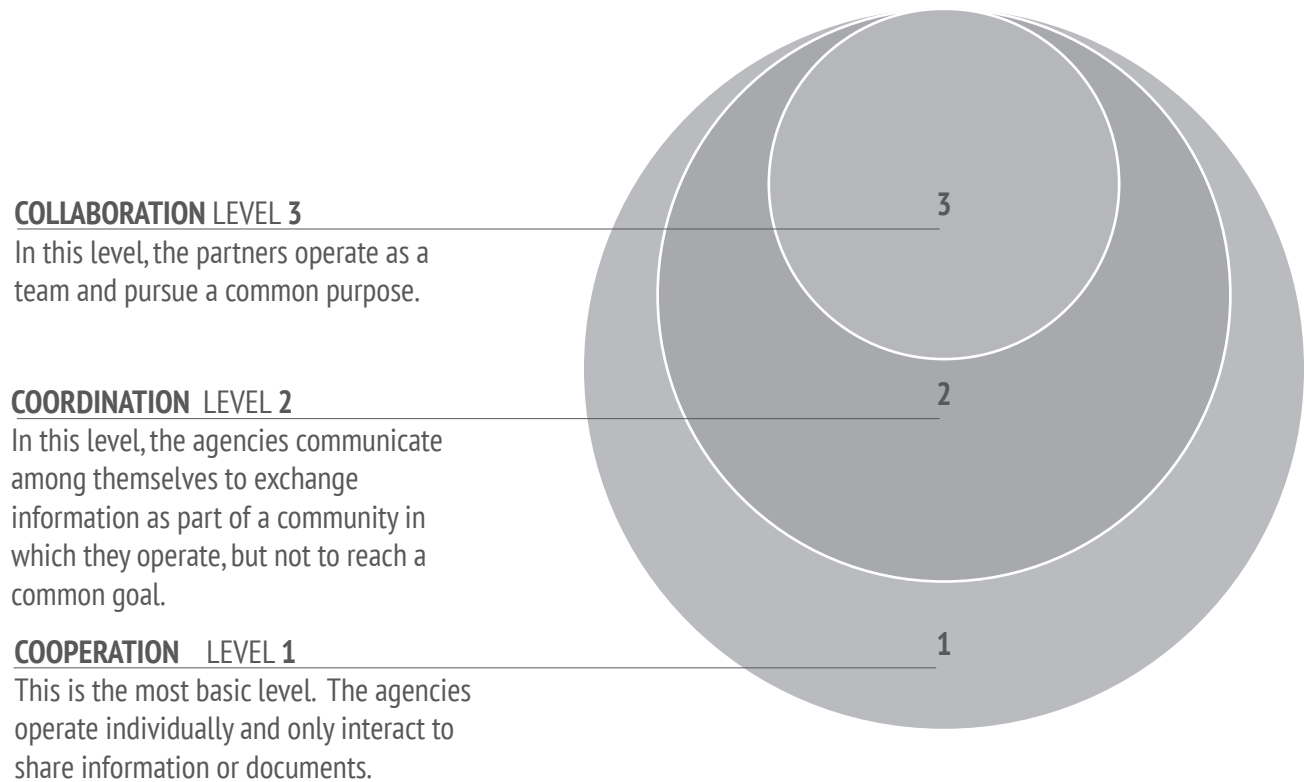 COLLABORATION LEVEL 3
In this level, the partners operate as a
team and pursue a common purpose.
COORDINATION LEVEL 2
In this level, the agencies communicate
among themselves to exchange
information as part of a community in
which they operate, but not to reach a
common goal.
COOPERATION LEVEL 1
This is the most basic level. The agencies
operate individually and only interact to
share information or documents.
3
2
1